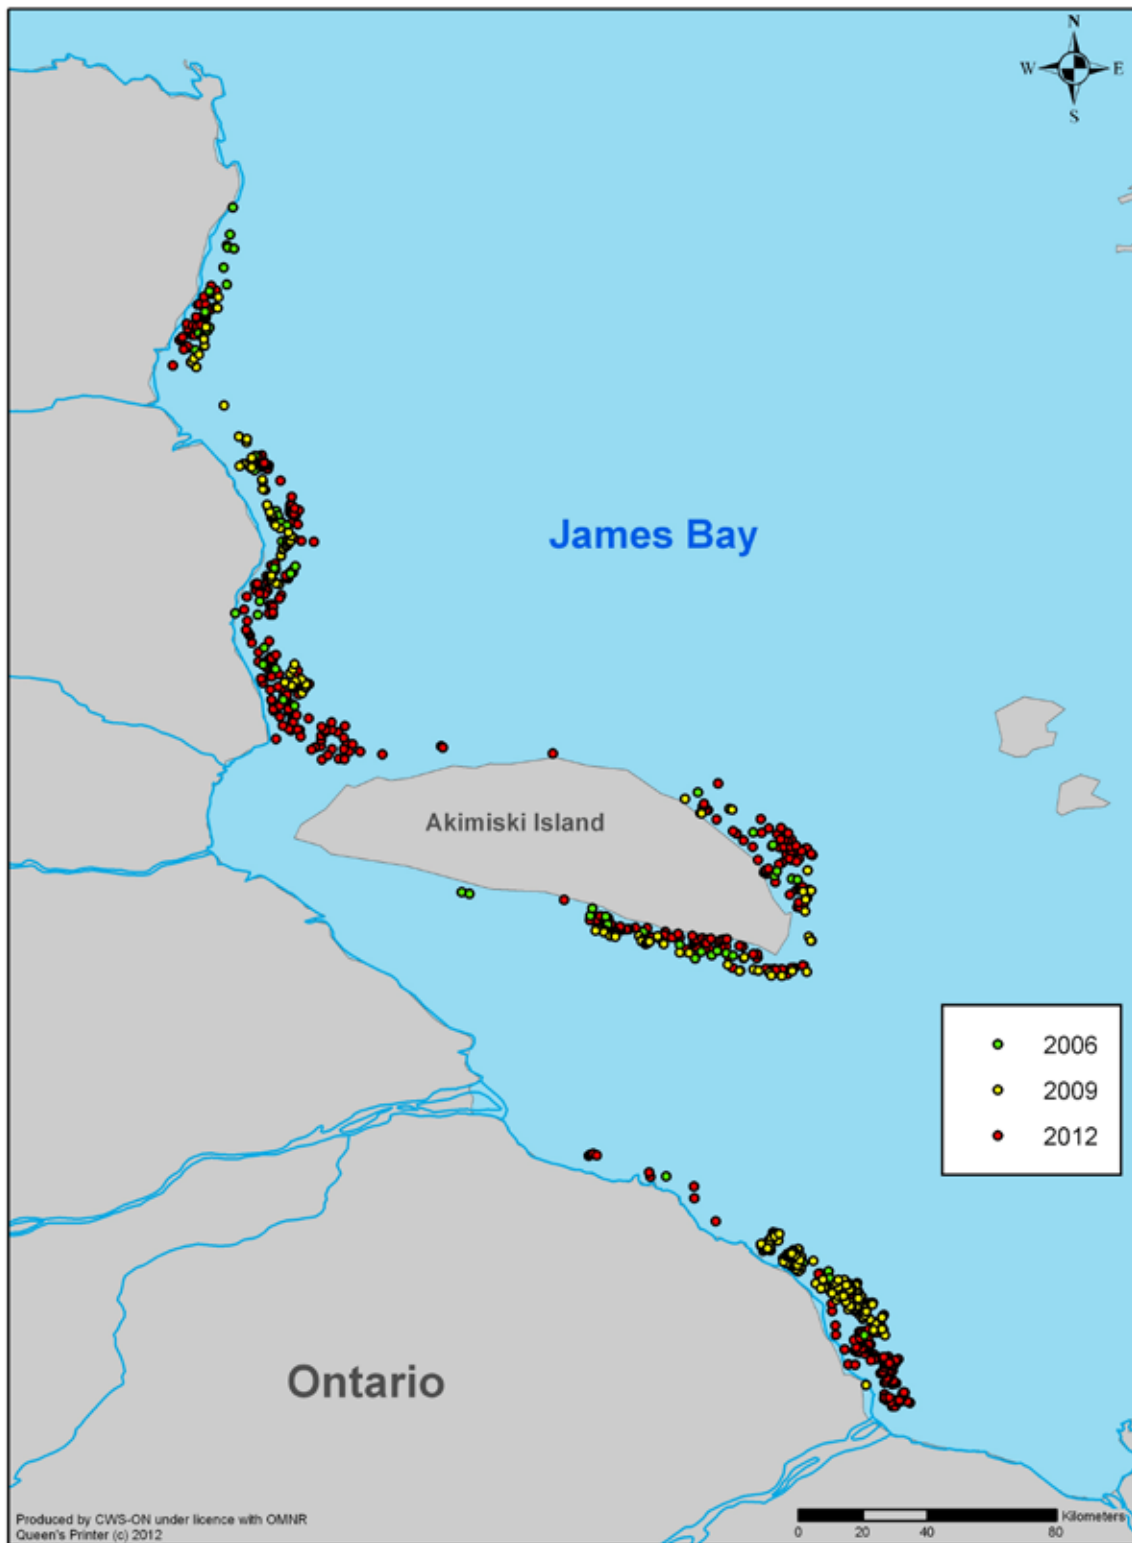 N
W E
S
James Bay
Akimiski Island
2006
2009
2012
Ontario
Produced by CWS-ON under licence with OMNR
Queen's Printer (c) 2012
Kilometers
0 20 40 80